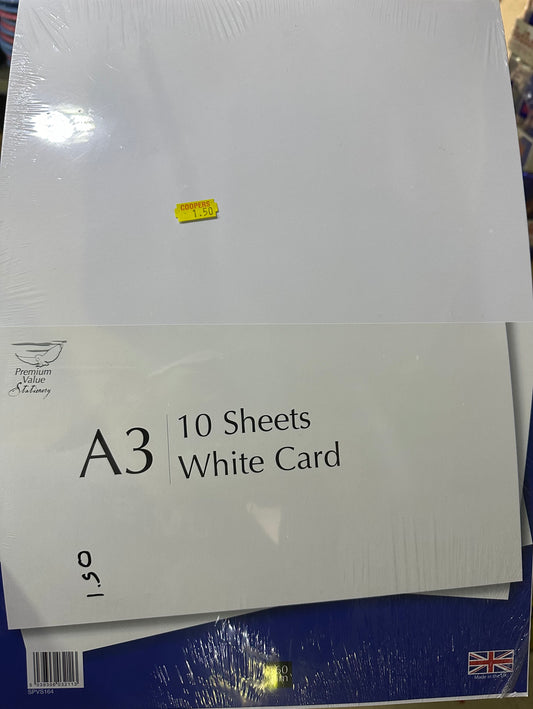 COOPERS
1.50
Premium
Value
Stationery
A3
10 Sheets
White Card
1.50
Made in the UK
SPVS164